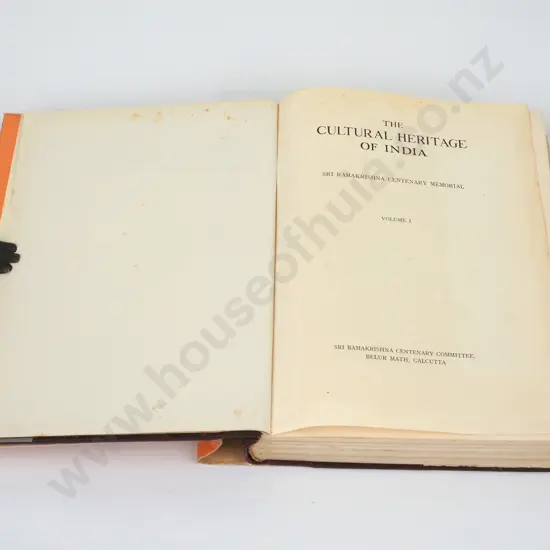 THE
CULTURAL HERITAGE
OF INDIA
SRI RAMAKRISHNA CENTENARY MEMORIAL
VOLUME I
SRI RAMAKRISHNA CENTENARY COMMITTEE,
BELUR MATH, CALCUTTA
www.houseofhuia.co.nz